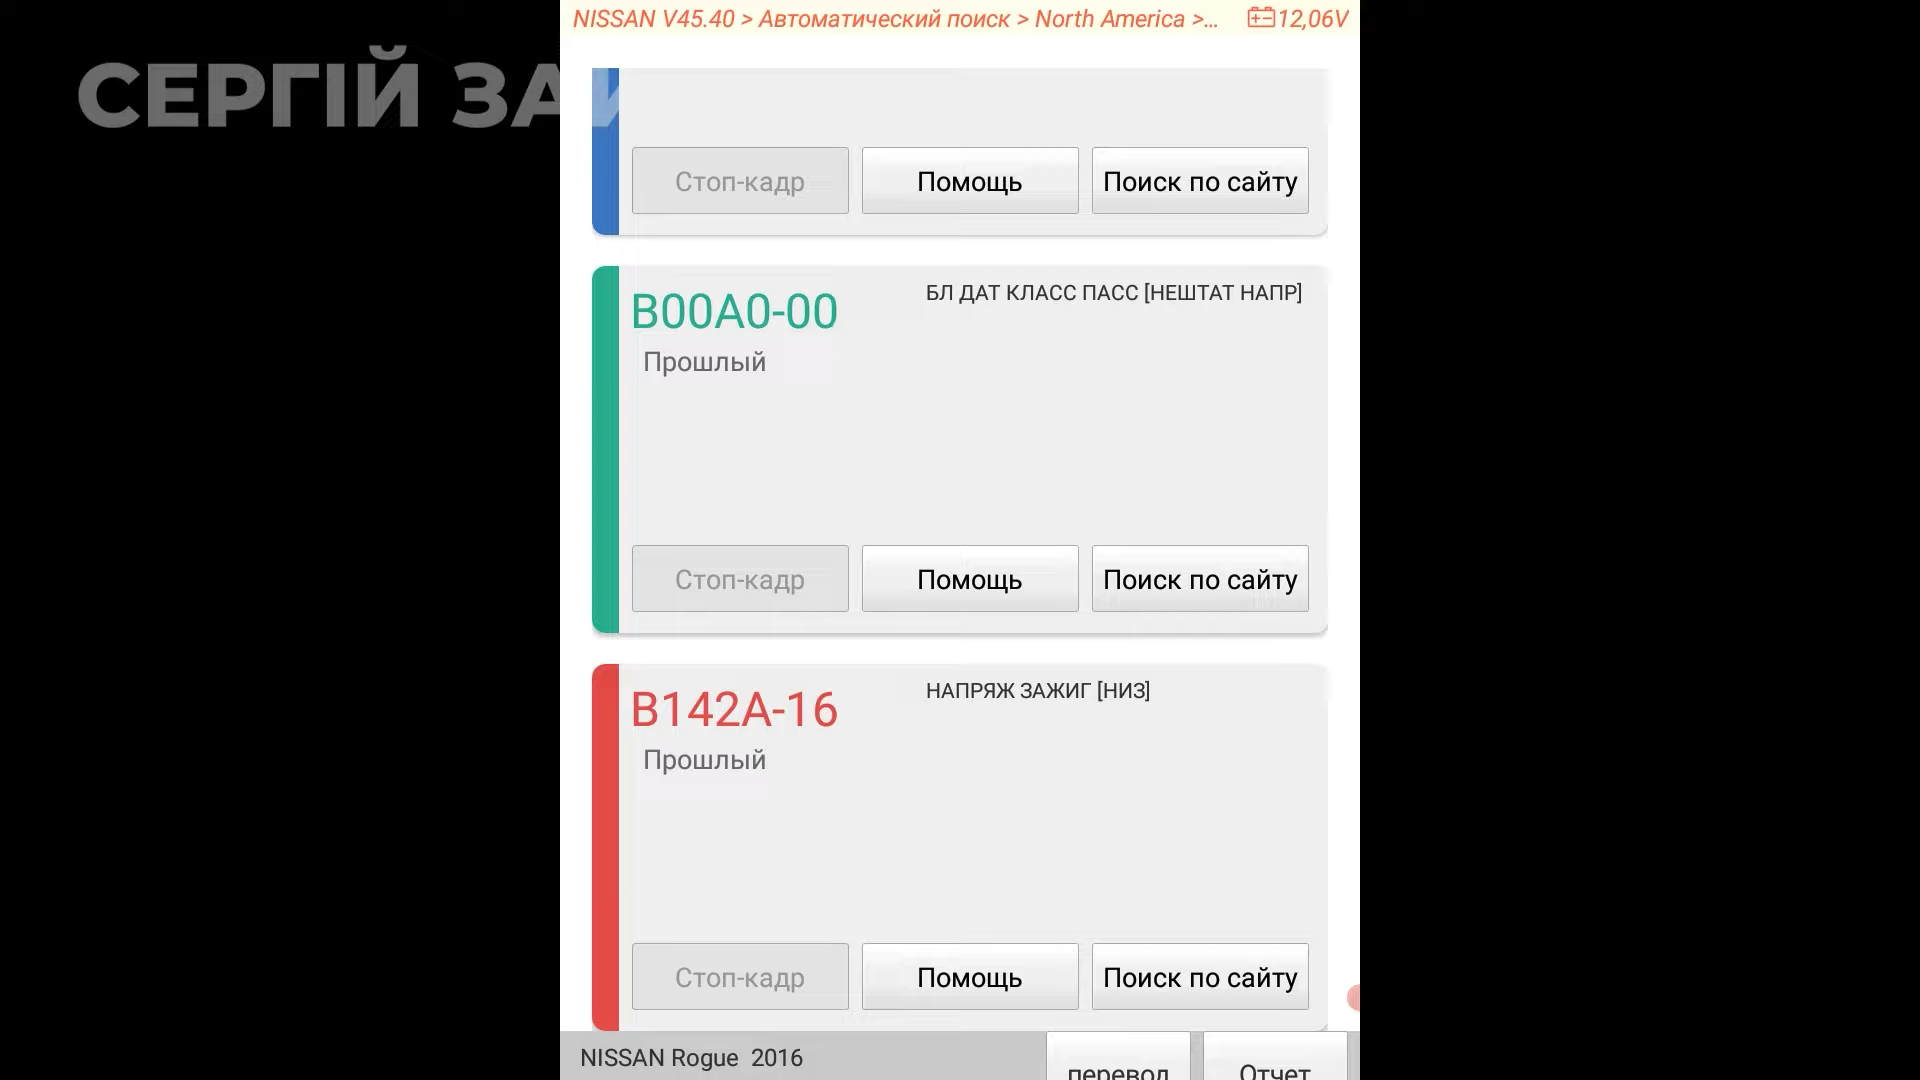 NISSAN V45.40 > Автоматический поиск > North America >...
12,06V
СЕРГІЙ ЗА
Стоп-кадр
Помощь
Поиск по сайту
B00A0-00
БЛ ДАТ КЛАСС ПАСС [НЕШТАТ НАПР]
Прошлый
Стоп-кадр
Помощь
Поиск по сайту
B142A-16
НАПРЯЖ ЗАЖИГ [НИЗ]
Прошлый
Стоп-кадр
Помощь
Поиск по сайту
NISSAN Rogue 2016
перевод
Отчет